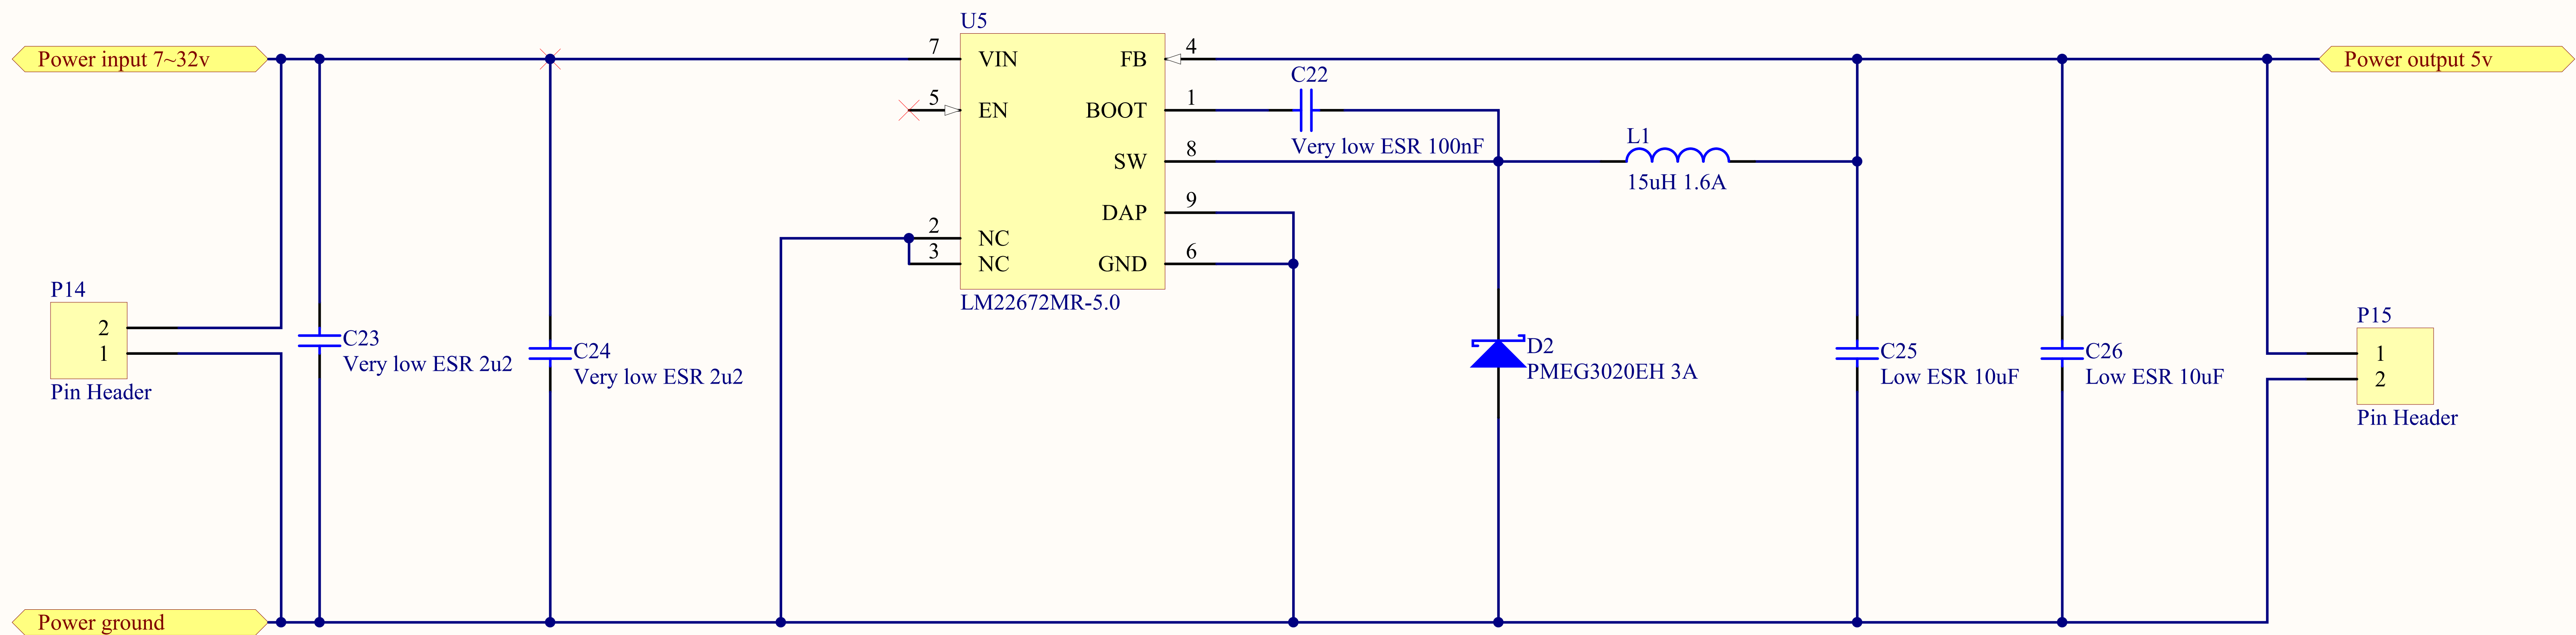 U5
Power input 7~32v
7
VIN
FB
4
Power output 5v
C22
5
EN
BOOT
1
Very low ESR 100nF
L1
SW
8
15uH 1.6A
DAP
9
2
NC
3
NC
GND
6
LM22672MR-5.0
P14
2
1
Pin Header
C23
Very low ESR 2u2
C24
Very low ESR 2u2
D2
PMEG3020EH 3A
C25
Low ESR 10uF
C26
Low ESR 10uF
P15
1
2
Pin Header
Power ground